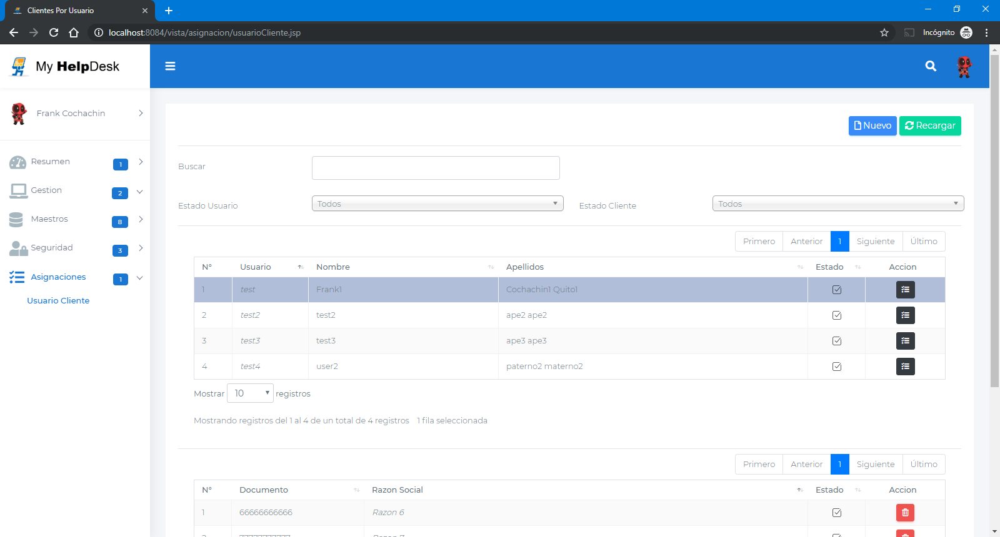 Clientes Por Usuario
localhost:8084/vista/asignacion/usuarioCliente.jsp
Incógnito
My HelpDesk
Frank Cochachin
Resumen 1
Gestion 2
Maestros 8
Seguridad 3
Asignaciones 1
Usuario Cliente
Nuevo Recargar
Buscar
Estado Usuario Todos Estado Cliente Todos
Primero Anterior 1 Siguiente Último
N° Usuario Nombre Apellidos Estado Accion
1 test Frank1 Cochachin1 Quito1
2 test2 test2 ape2 ape2
3 test3 test3 ape3 ape3
4 test4 user2 paterno2 materno2
Mostrar 10 registros
Mostrando registros del 1 al 4 de un total de 4 registros 1 fila seleccionada
Primero Anterior 1 Siguiente Último
N° Documento Razon Social Estado Accion
1 66666666666 Razon 6